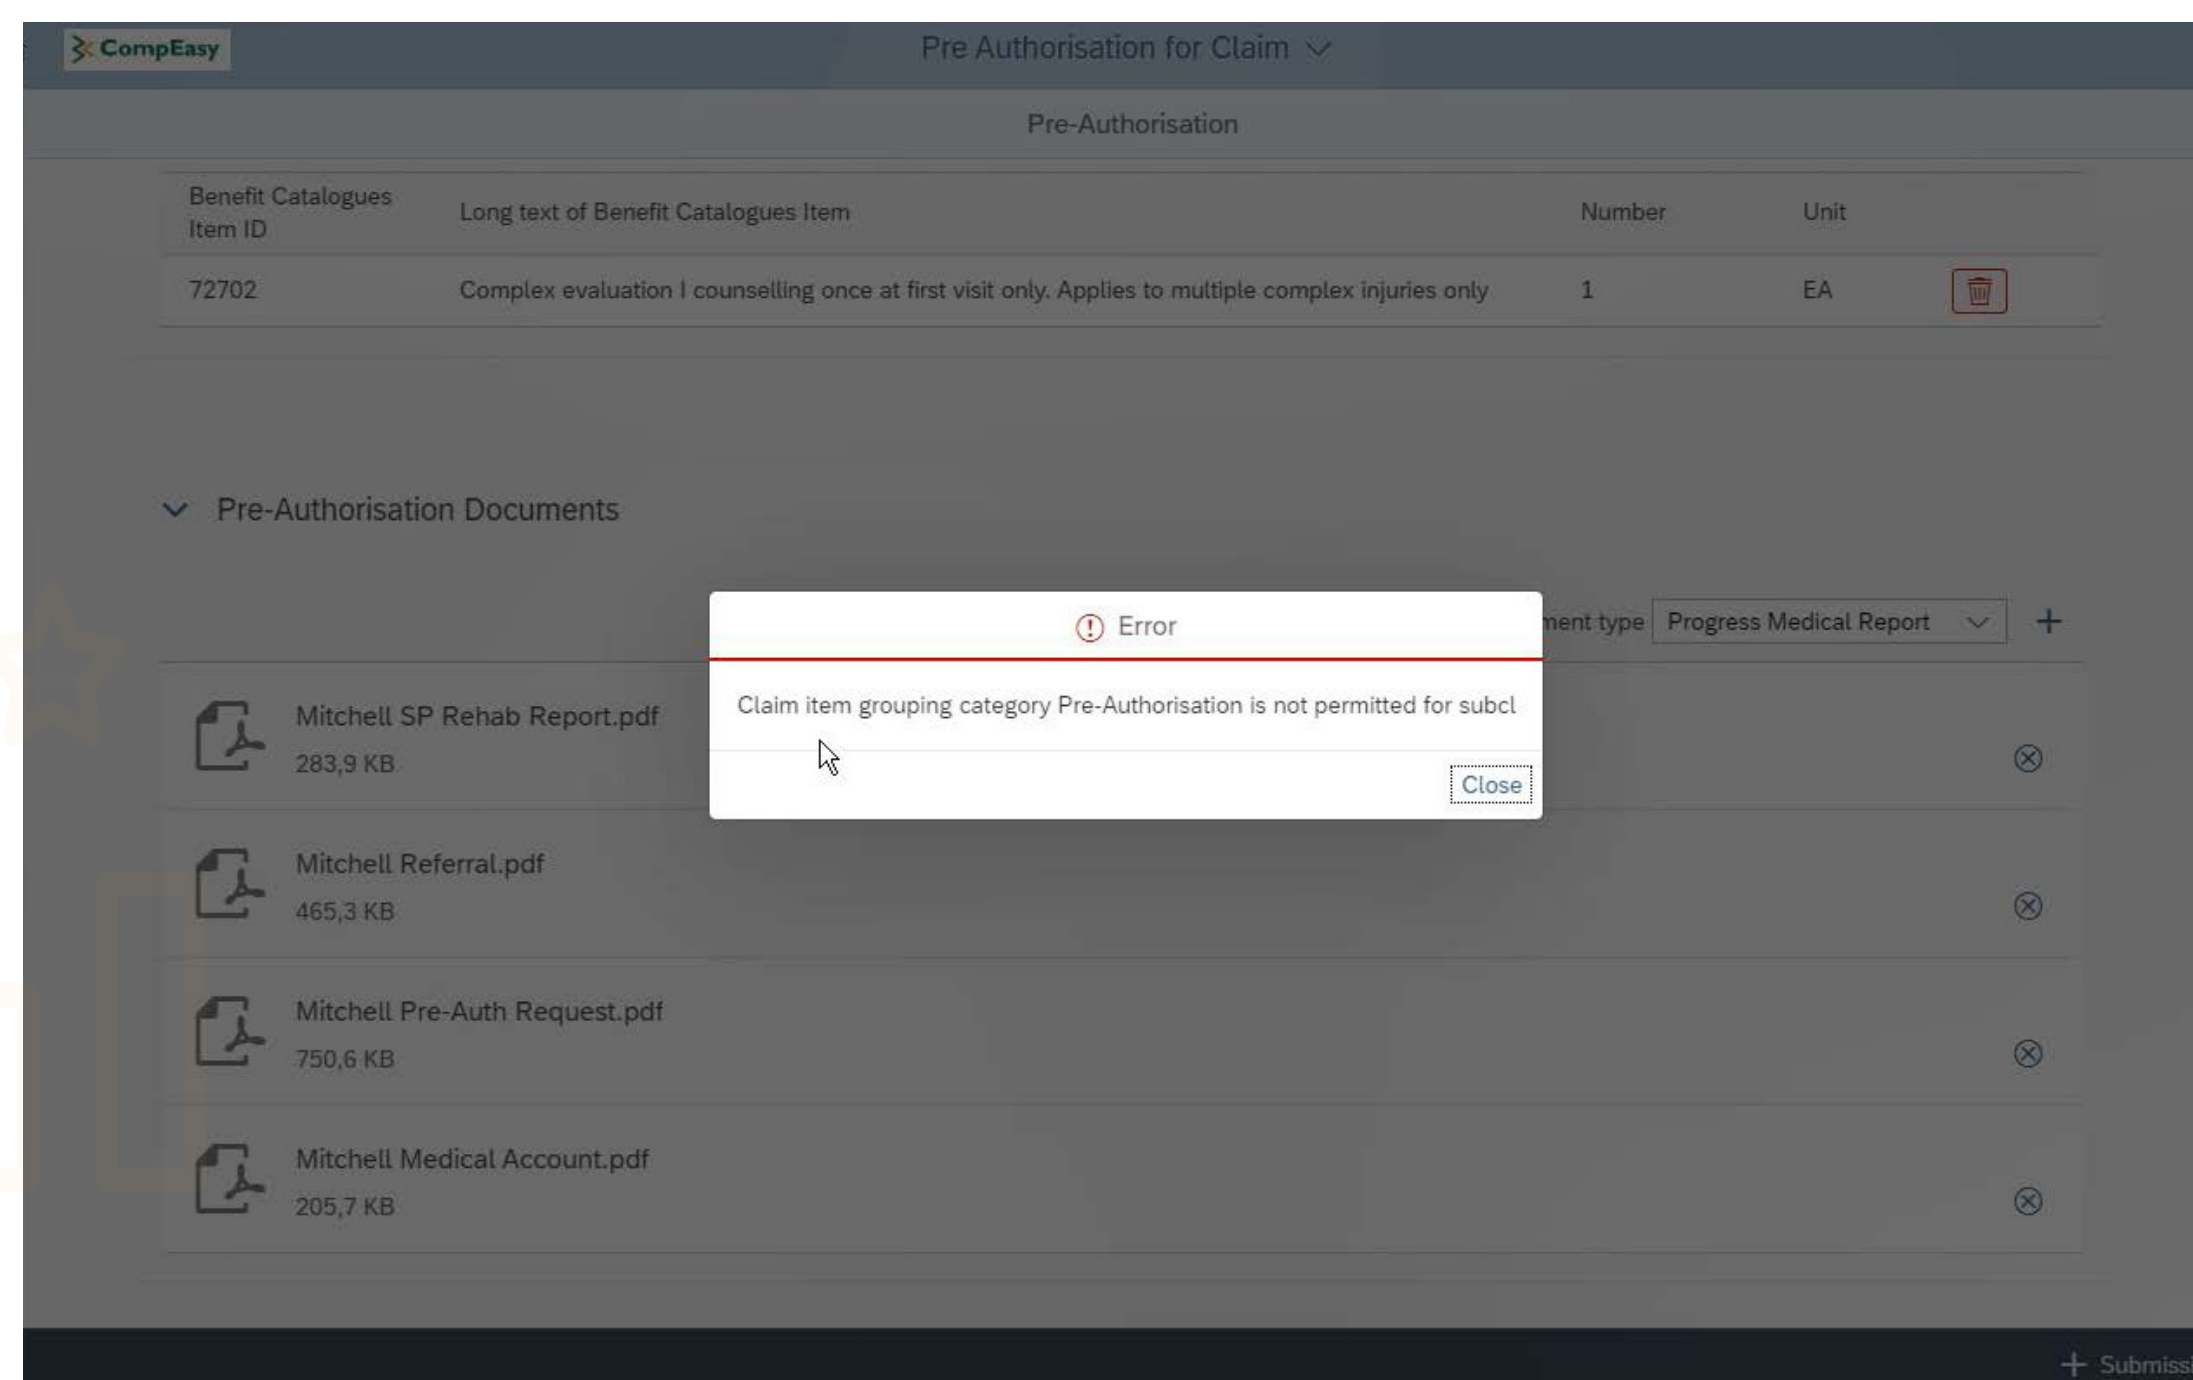 CompEasy
Pre Authorisation for Claim
Pre-Authorisation
Benefit Catalogues
Item ID
Long text of Benefit Catalogues Item
Number
Unit
72702
Complex evaluation I counselling once at first visit only. Applies to multiple complex injuries only
1
EA
Pre-Authorisation Documents
ment type
Progress Medical Report
Error
Claim item grouping category Pre-Authorisation is not permitted for subcl
Close
Mitchell SP Rehab Report.pdf
283,9 KB
Mitchell Referral.pdf
465,3 KB
Mitchell Pre-Auth Request.pdf
750,6 KB
Mitchell Medical Account.pdf
205,7 KB
Submissi